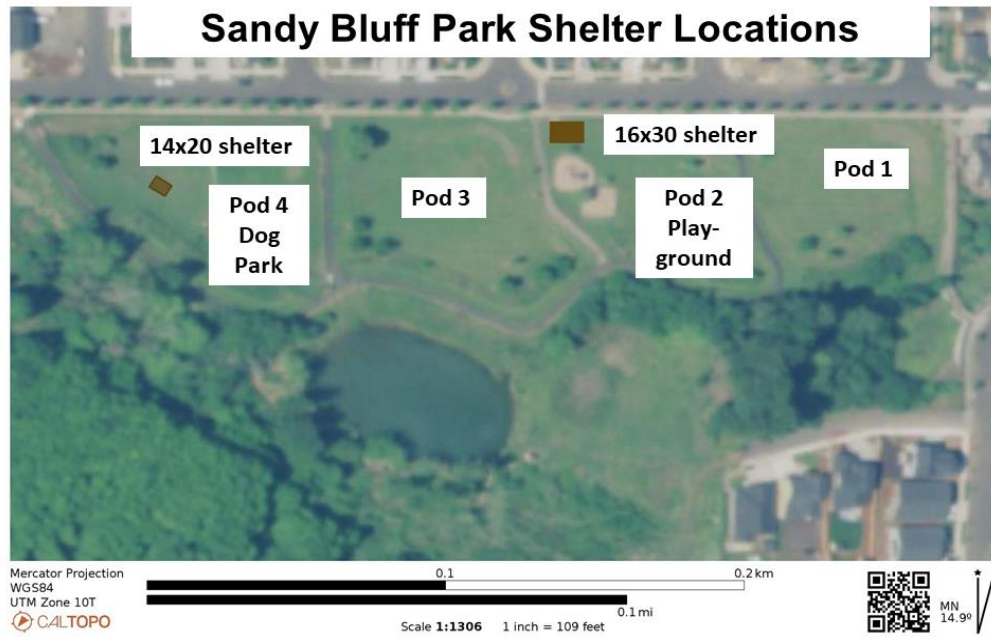 Sandy Bluff Park Shelter Locations
14x20 shelter
16x30 shelter
Pod 1
Pod 3
Pod 4
Dog
Park
Pod 2
Play-
ground
Mercator Projection
WGS84
UTM Zone 10T
CALTOPO
0.1
0.2 km
0.1 mi
Scale 1:1306 1 inch = 109 feet
MN
14.9º